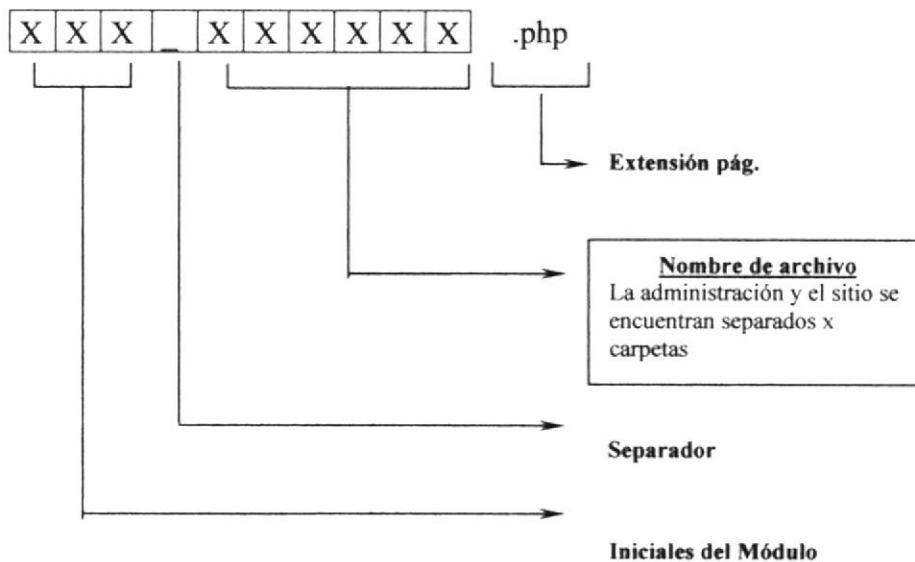 X X X _ X X X X X X .php
Extensión pág.
Nombre de archivo
La administración y el sitio se
encuentran separados x
carpetas
Separador
Iniciales del Módulo